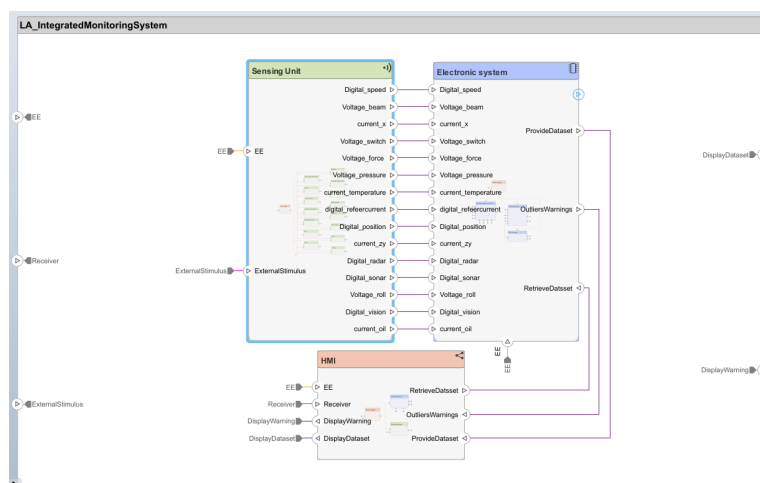 LA_IntegratedMonitoringSystem
Sensing Unit
Digital_speed
Voltage_beam
current_x
Voltage_switch
Voltage_force
Voltage_pressure
current_temperature
digital_refeercurrent
Digital_position
current_zy
Digital_radar
Digital_sonar
Voltage_roll
Digital_vision
current_oil
EE
EE
ExternalStimulus
ExternalStimulus
Electronic system
Digital_speed
Voltage_beam
current_x
Voltage_switch
Voltage_force
Voltage_pressure
current_temperature
digital_refeercurrent
Digital_position
current_zy
Digital_radar
Digital_sonar
Voltage_roll
Digital_vision
current_oil
ProvideDataset
OutliersWarnings
RetrieveDatsset
EE
EE
HMI
EE
EE
Receiver
Receiver
DisplayWarning
DisplayWarning
DisplayDataset
DisplayDataset
RetrieveDatsset
OutliersWarnings
ProvideDataset
EE
Receiver
ExternalStimulus
DisplayDataset
DisplayWarning